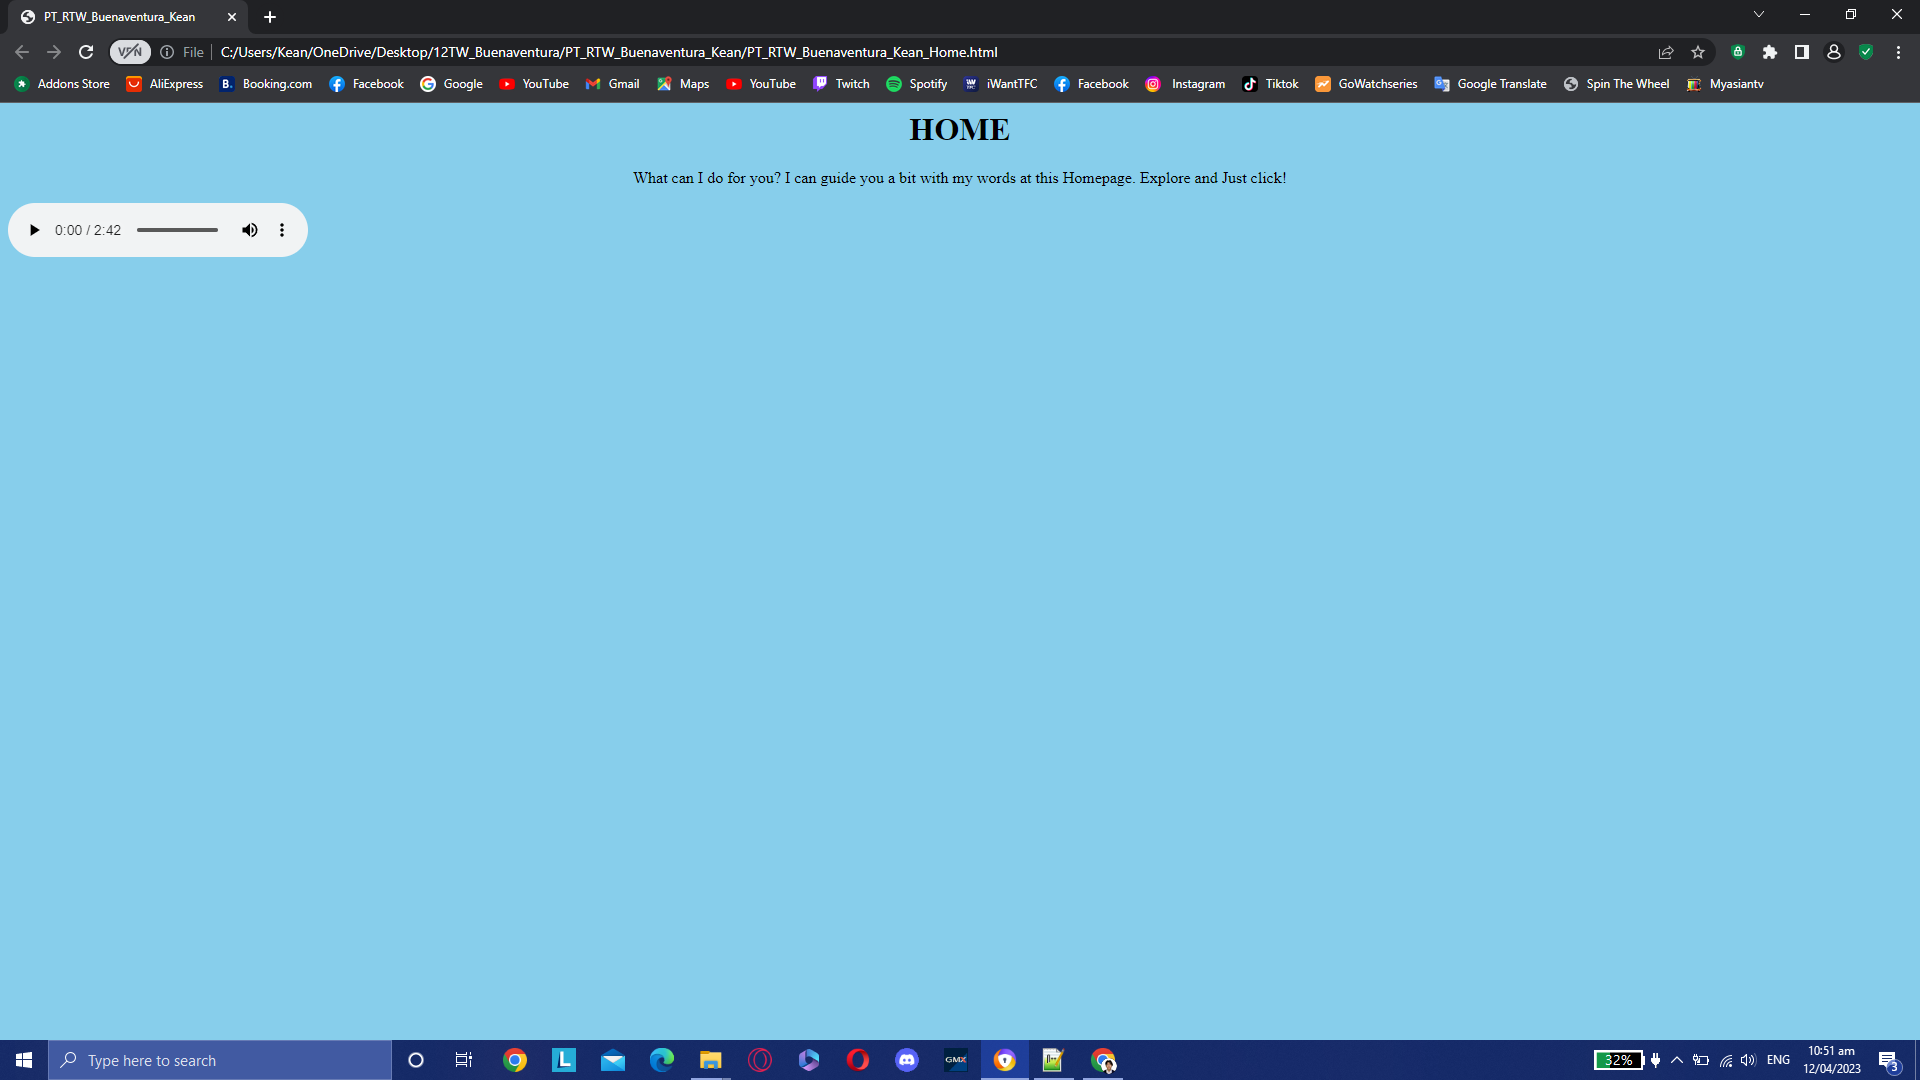 PT_RTW_Buenaventura_Kean
VPN File C:/Users/Kean/OneDrive/Desktop/12TW_Buenaventura/PT_RTW_Buenaventura_Kean/PT_RTW_Buenaventura_Kean_Home.html
Addons Store AliExpress B. Booking.com Facebook Google YouTube Gmail Maps YouTube Twitch Spotify iWantTFC Facebook Instagram Tiktok GoWatchseries Google Translate Spin The Wheel Myasiantv
HOME
What can I do for you? I can guide you a bit with my words at this Homepage. Explore and Just click!
0:00 / 2:42
Type here to search L GMX 32% ENG 10:51 am
12/04/2023 3